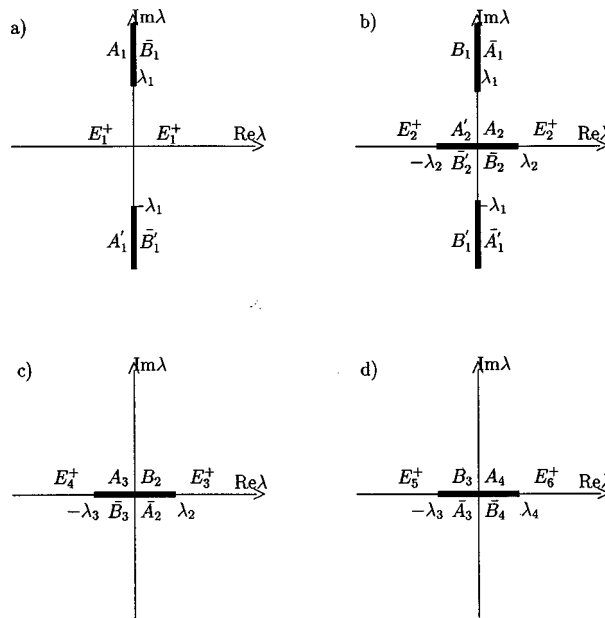 a)
Imλ
A₁ B̄₁
λ₁
E₁⁺ E₁⁺ Reλ
-λ₁
A₁′ B̄₁′
b)
Imλ
B₁ Ā₁
λ₁
E₂⁺ A₂′ A₂ E₂⁺ Reλ
-λ₂ B̄₂′ B̄₂ λ₂
-λ₁
B₁′ Ā₁′
c)
Imλ
E₄⁺ A₃ B₂ E₃⁺ Reλ
-λ₃ B̄₃ Ā₂ λ₂
d)
Imλ
E₅⁺ B₃ A₄ E₆⁺ Reλ
-λ₃ Ā₃ B̄₄ λ₄